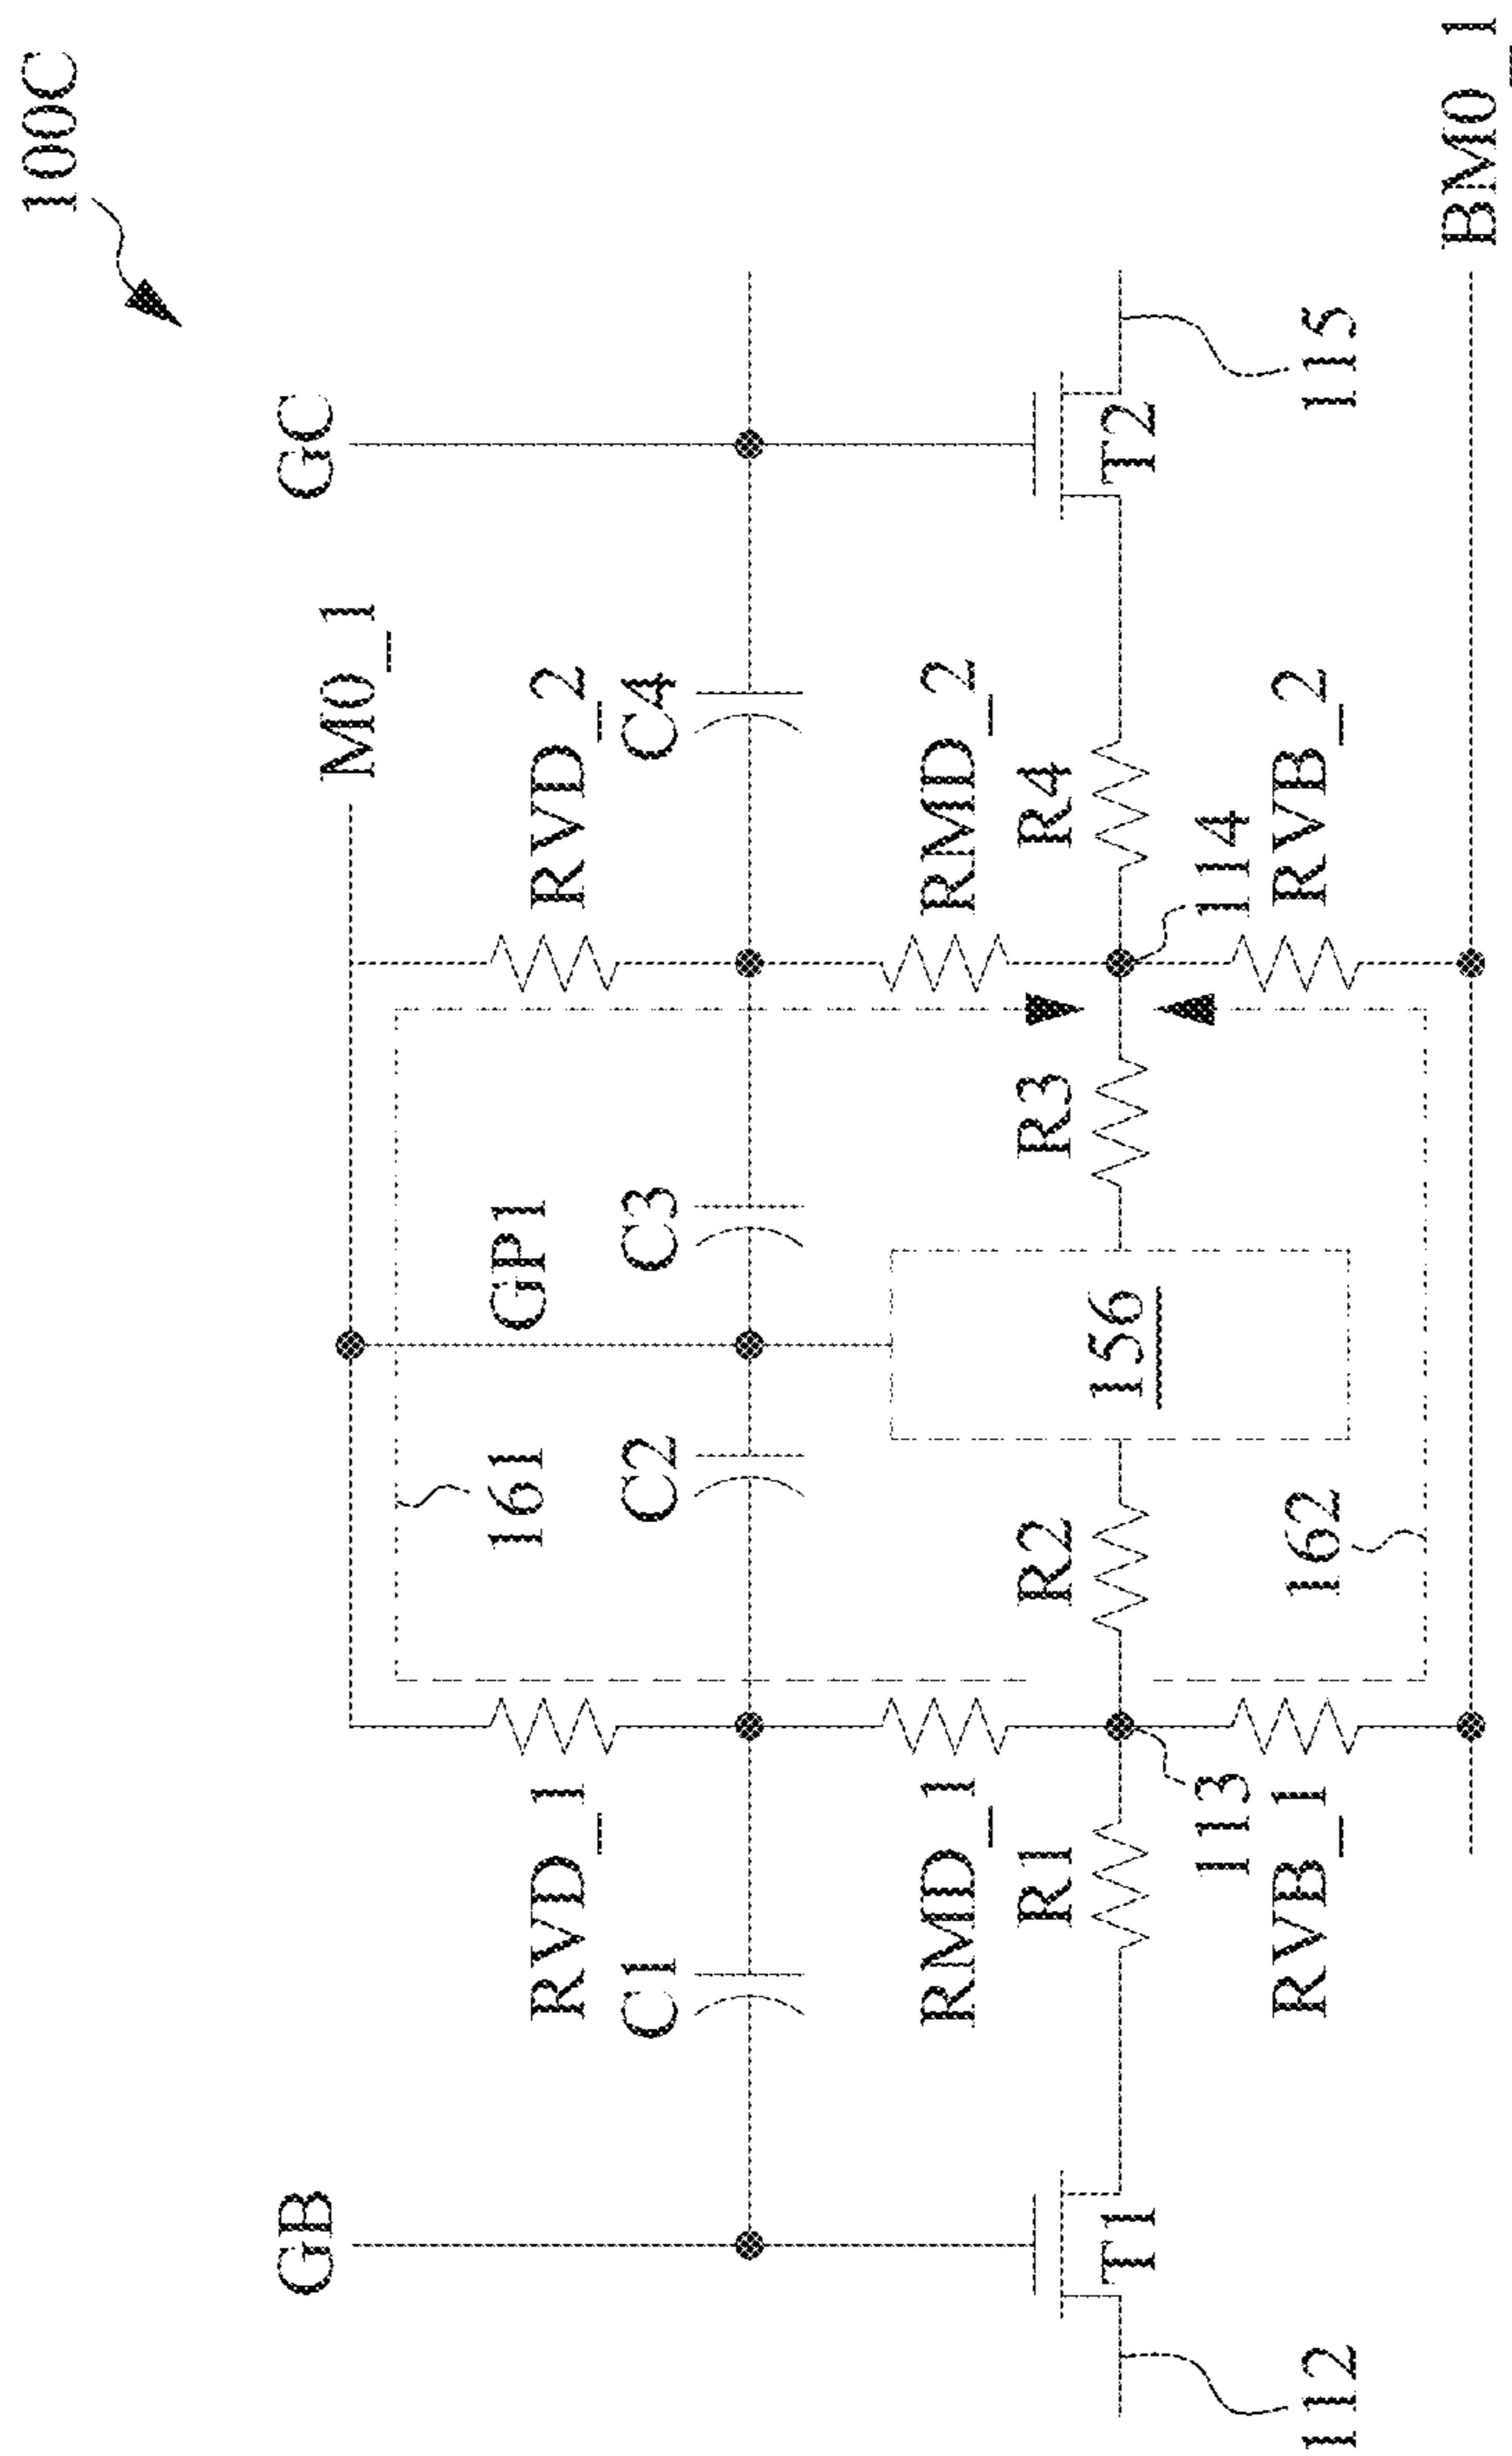 100C
GB
GC
M0_1
RVD_1
161
GP1
RVD_2
C1
C2
C3
C4
RMD_1
RMD_2
R1
R2
R3
R4
T1
156
T2
113
114
112
RVB_1
162
RVB_2
115
BM0_1